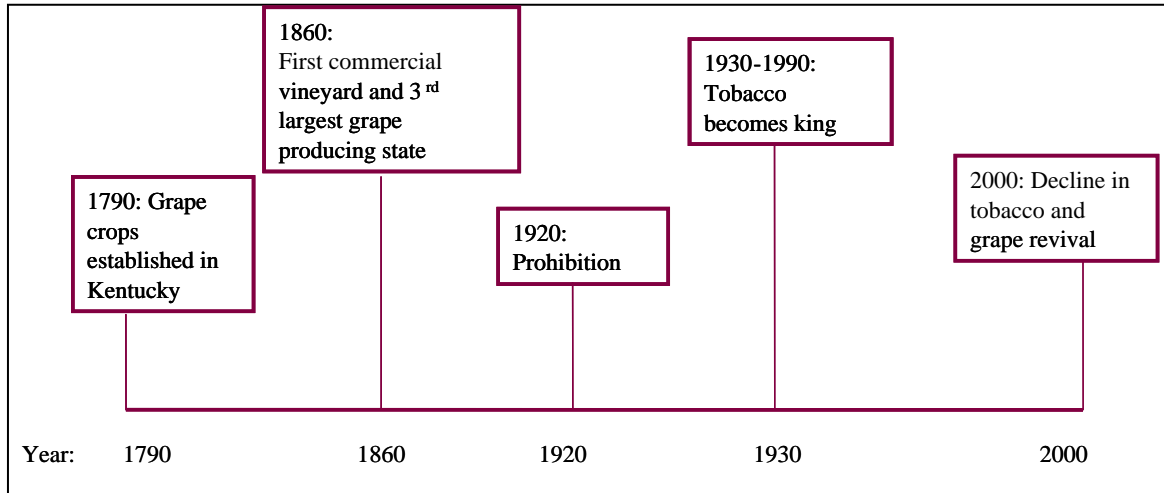 1790: Grape
crops
established in
Kentucky
1860:
First commercial
vineyard and 3 rd
largest grape
producing state
1920:
Prohibition
1930-1990:
Tobacco
becomes king
2000: Decline in
tobacco and
grape revival
Year: 1790 1860 1920 1930 2000